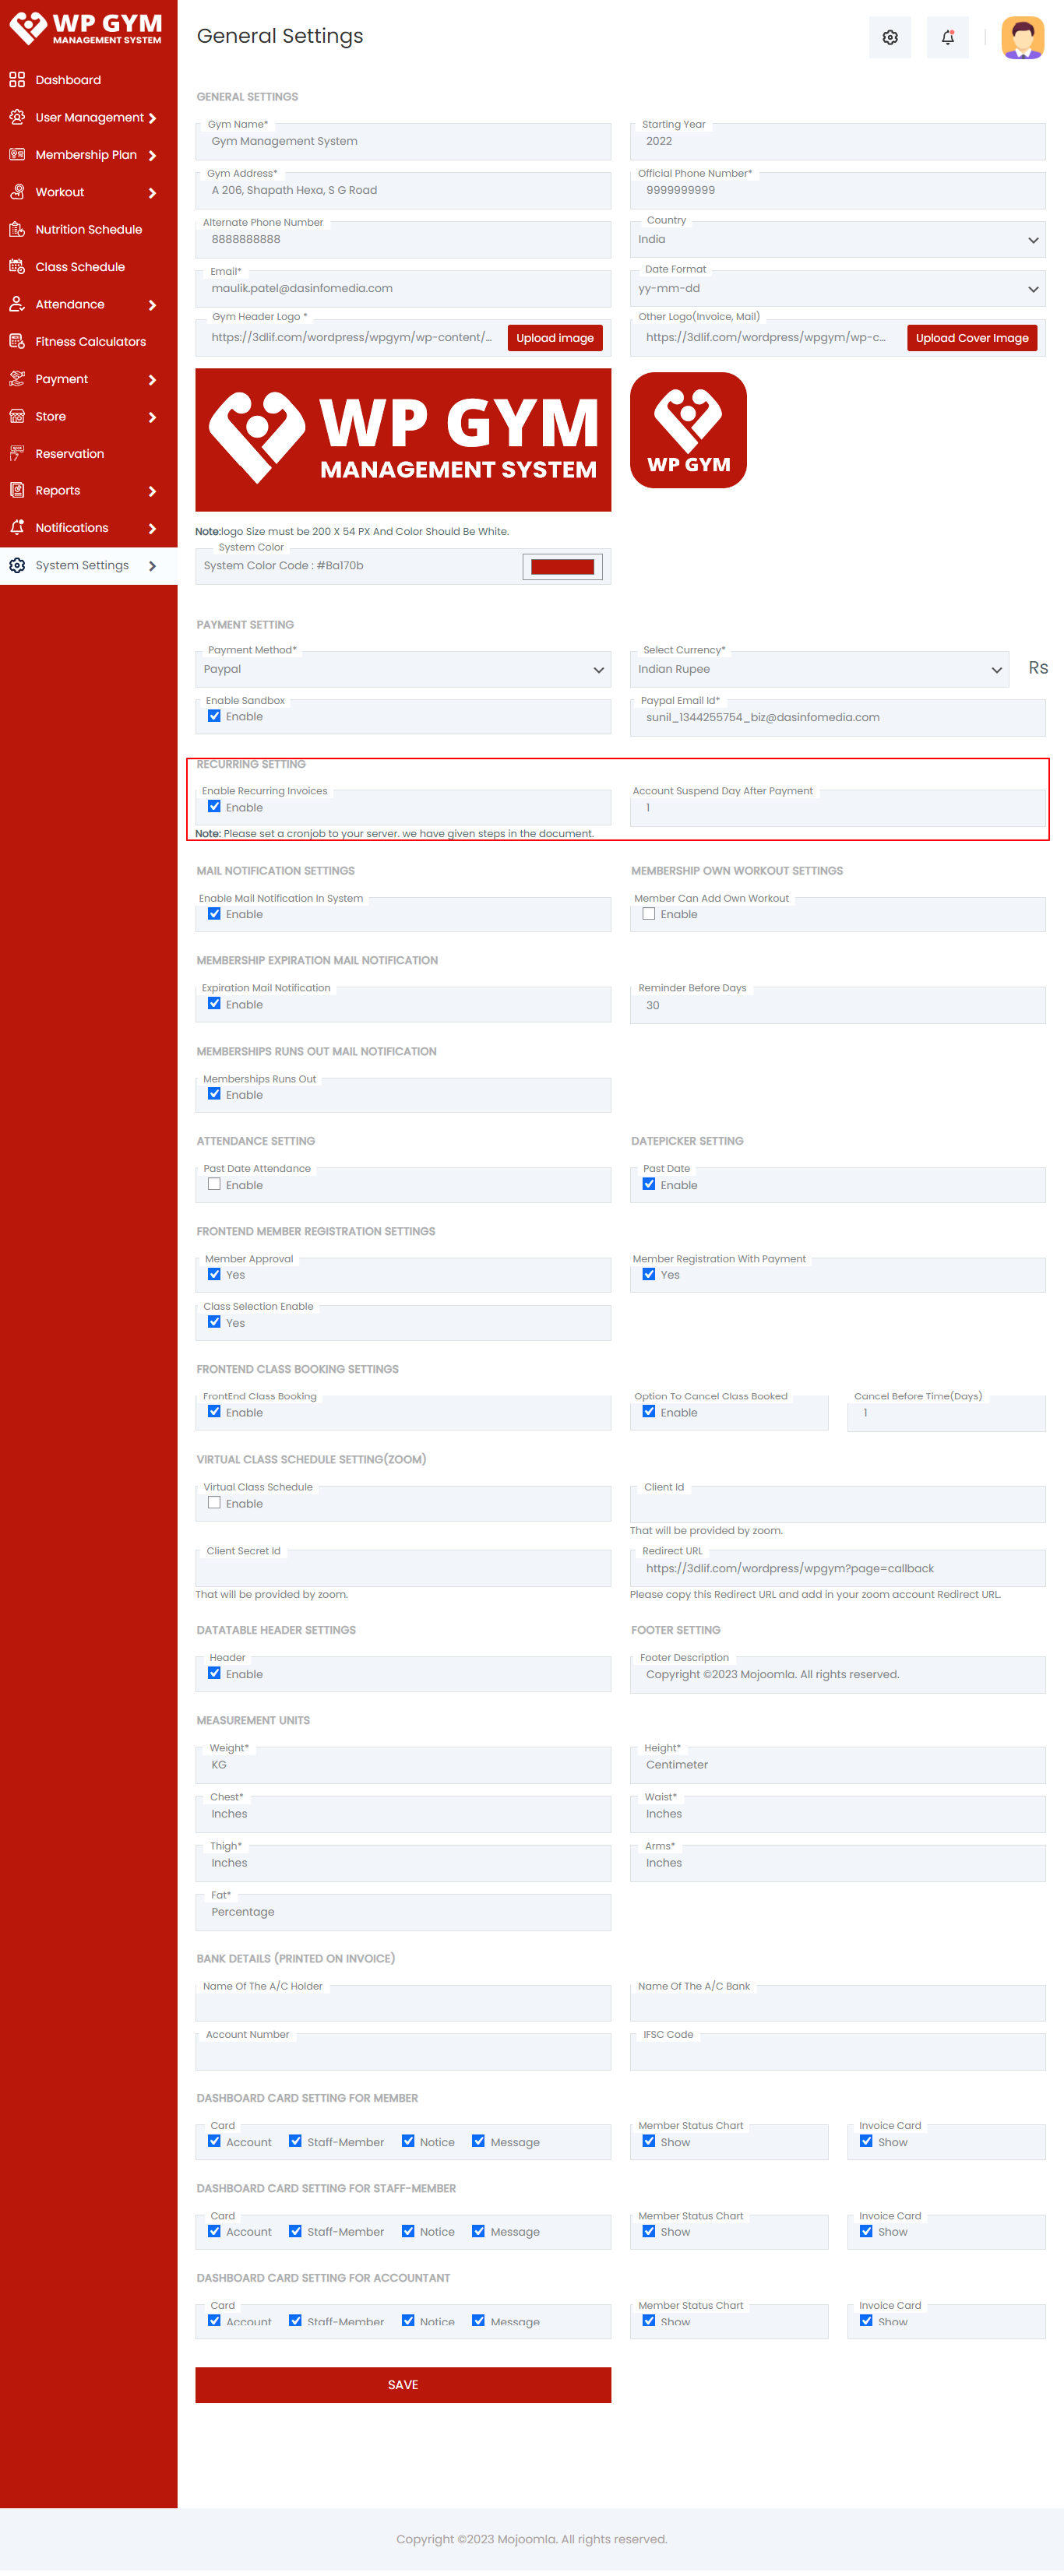 WP GYM
MANAGEMENT SYSTEM
Dashboard
User Management
Membership Plan
Workout
Nutrition Schedule
Class Schedule
Attendance
Fitness Calculators
Payment
Store
Reservation
Reports
Notifications
System Settings
General Settings
GENERAL SETTINGS
Gym Name*
Gym Management System
Starting Year
2022
Gym Address*
A 206, Shapath Hexa, S G Road
Official Phone Number*
9999999999
Alternate Phone Number
8888888888
Country
India
Email*
maulik.patel@dasinfomedia.com
Date Format
yy-mm-dd
Gym Header Logo *
https://3dlif.com/wordpress/wpgym/wp-content/...
Upload image
Other Logo(Invoice, Mail)
https://3dlif.com/wordpress/wpgym/wp-c...
Upload Cover Image
WP GYM
MANAGEMENT SYSTEM
WP GYM
Note:logo Size must be 200 X 54 PX And Color Should Be White.
System Color
System Color Code : #Ba170b
PAYMENT SETTING
Payment Method*
Paypal
Select Currency*
Indian Rupee
Rs
Enable Sandbox
Enable
Paypal Email Id*
sunil_1344255754_biz@dasinfomedia.com
RECURRING SETTING
Enable Recurring Invoices
Enable
Account Suspend Day After Payment
1
Note: Please set a cronjob to your server. we have given steps in the document.
MAIL NOTIFICATION SETTINGS
Enable Mail Notification In System
Enable
MEMBERSHIP OWN WORKOUT SETTINGS
Member Can Add Own Workout
Enable
MEMBERSHIP EXPIRATION MAIL NOTIFICATION
Expiration Mail Notification
Enable
Reminder Before Days
30
MEMBERSHIPS RUNS OUT MAIL NOTIFICATION
Memberships Runs Out
Enable
ATTENDANCE SETTING
Past Date Attendance
Enable
DATEPICKER SETTING
Past Date
Enable
FRONTEND MEMBER REGISTRATION SETTINGS
Member Approval
Yes
Member Registration With Payment
Yes
Class Selection Enable
Yes
FRONTEND CLASS BOOKING SETTINGS
FrontEnd Class Booking
Enable
Option To Cancel Class Booked
Enable
Cancel Before Time(Days)
1
VIRTUAL CLASS SCHEDULE SETTING(ZOOM)
Virtual Class Schedule
Enable
Client Id
That will be provided by zoom.
Client Secret Id
That will be provided by zoom.
Redirect URL
https://3dlif.com/wordpress/wpgym?page=callback
Please copy this Redirect URL and add in your zoom account Redirect URL.
DATATABLE HEADER SETTINGS
Header
Enable
FOOTER SETTING
Footer Description
Copyright ©2023 Mojoomla. All rights reserved.
MEASUREMENT UNITS
Weight*
KG
Height*
Centimeter
Chest*
Inches
Waist*
Inches
Thigh*
Inches
Arms*
Inches
Fat*
Percentage
BANK DETAILS (PRINTED ON INVOICE)
Name Of The A/C Holder
Name Of The A/C Bank
Account Number
IFSC Code
DASHBOARD CARD SETTING FOR MEMBER
Card
Account Staff-Member Notice Message
Member Status Chart
Show
Invoice Card
Show
DASHBOARD CARD SETTING FOR STAFF-MEMBER
Card
Account Staff-Member Notice Message
Member Status Chart
Show
Invoice Card
Show
DASHBOARD CARD SETTING FOR ACCOUNTANT
Card
Account Staff-Member Notice Message
Member Status Chart
Show
Invoice Card
Show
SAVE
Copyright ©2023 Mojoomla. All rights reserved.